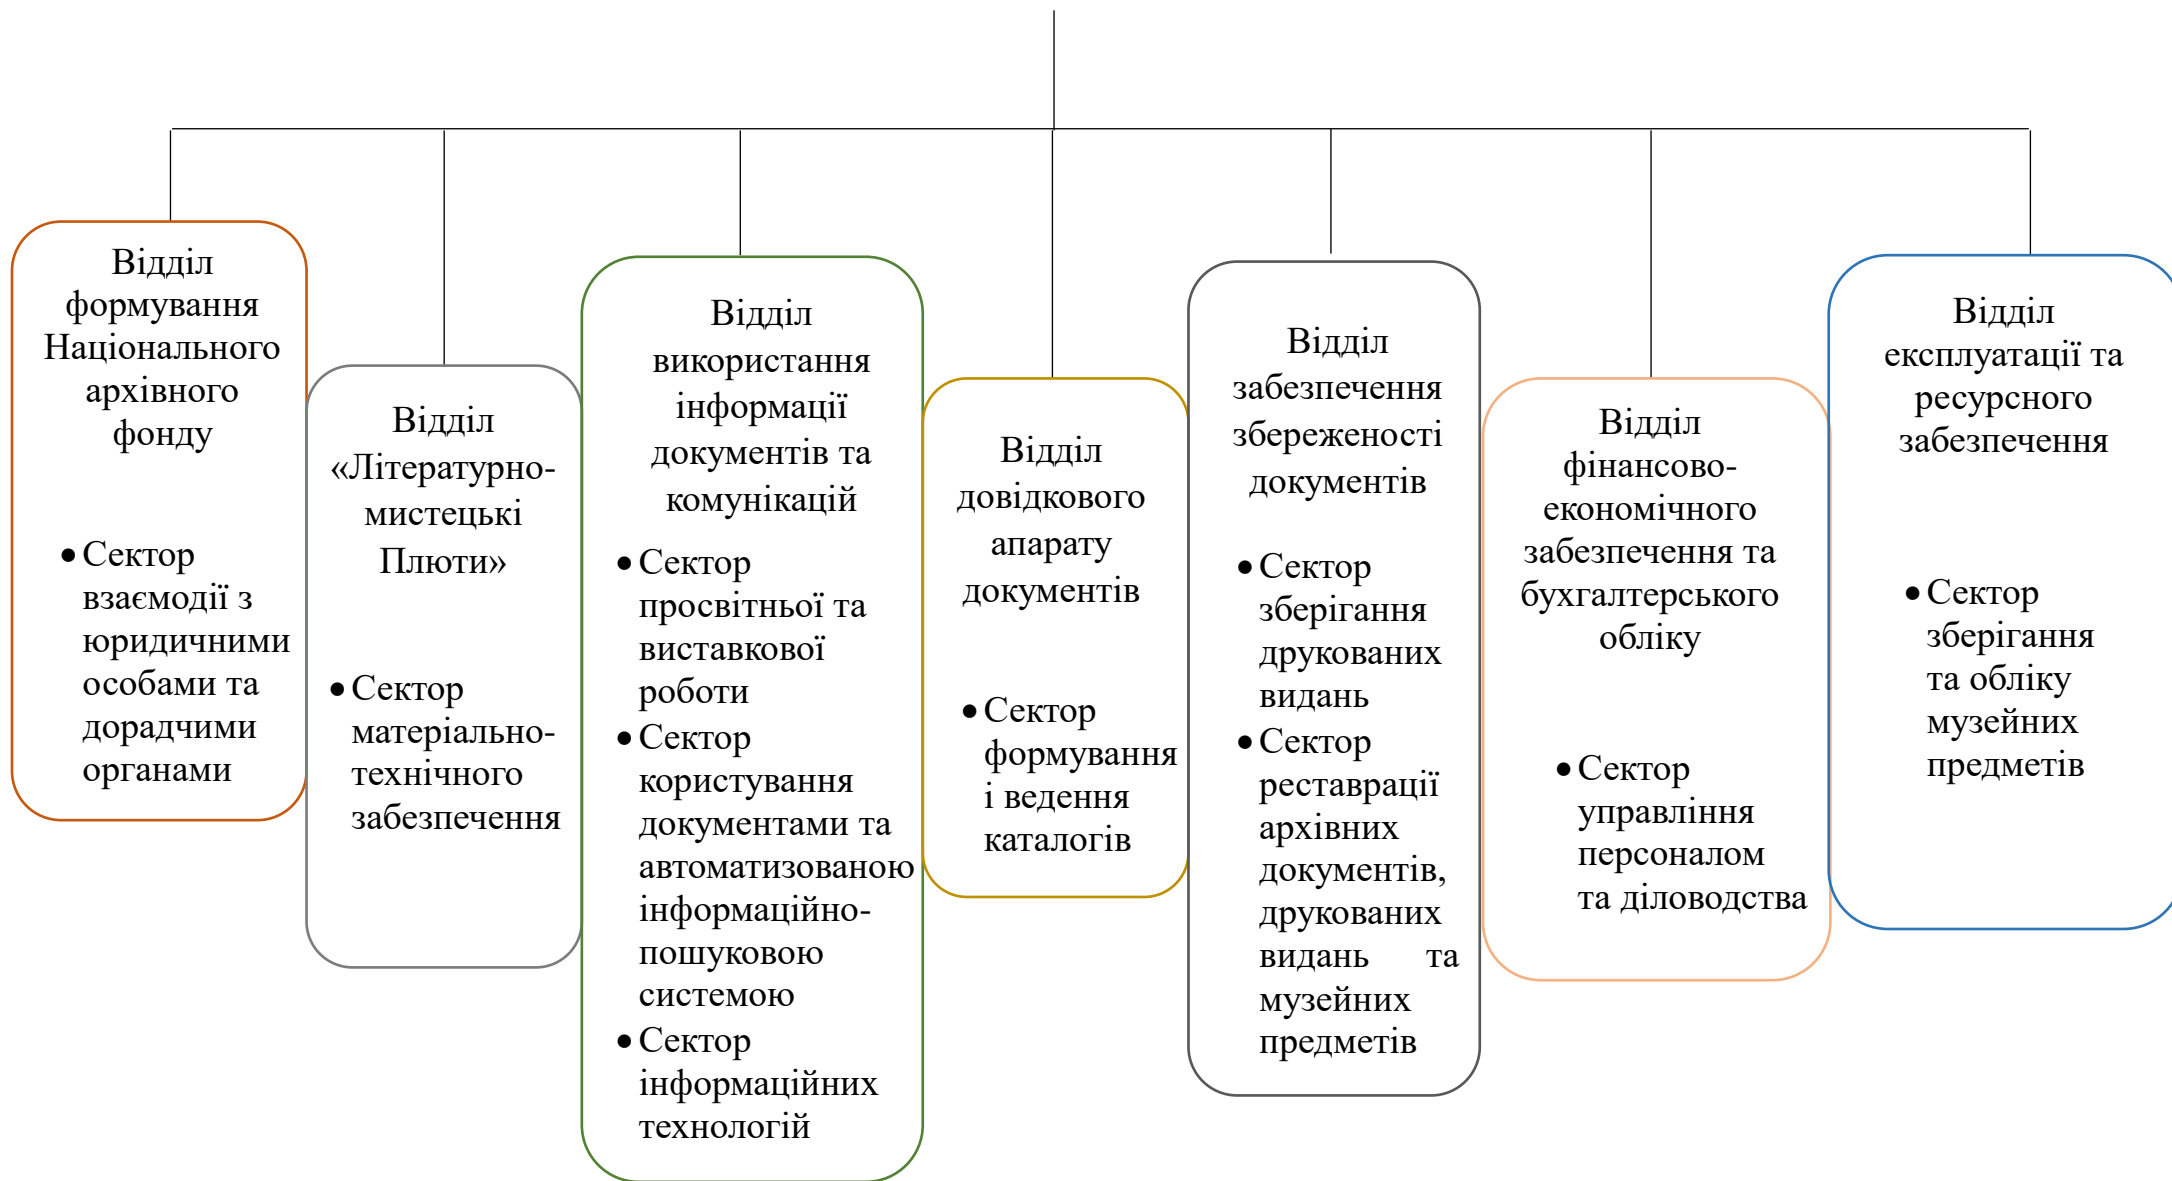 Відділ
формування
Національного
архівного
фонду
• Сектор
взаємодії з
юридичними
особами та
дорадчими
органами
Відділ
«Літературно-
мистецькі
Плюти»
• Сектор
матеріально-
технічного
забезпечення
Відділ
використання
інформації
документів та
комунікацій
• Сектор
просвітньої та
виставкової
роботи
• Сектор
користування
документами та
автоматизованою
інформаційно-
пошуковою
системою
• Сектор
інформаційних
технологій
Відділ
довідкового
апарату
документів
• Сектор
формування
і ведення
каталогів
Відділ
забезпечення
збереженості
документів
• Сектор
зберігання
друкованих
видань
• Сектор
реставрації
архівних
документів,
друкованих
видань та
музейних
предметів
Відділ
фінансово-
економічного
забезпечення та
бухгалтерського
обліку
• Сектор
управління
персоналом
та діловодства
Відділ
експлуатації та
ресурсного
забезпечення
• Сектор
зберігання
та обліку
музейних
предметів